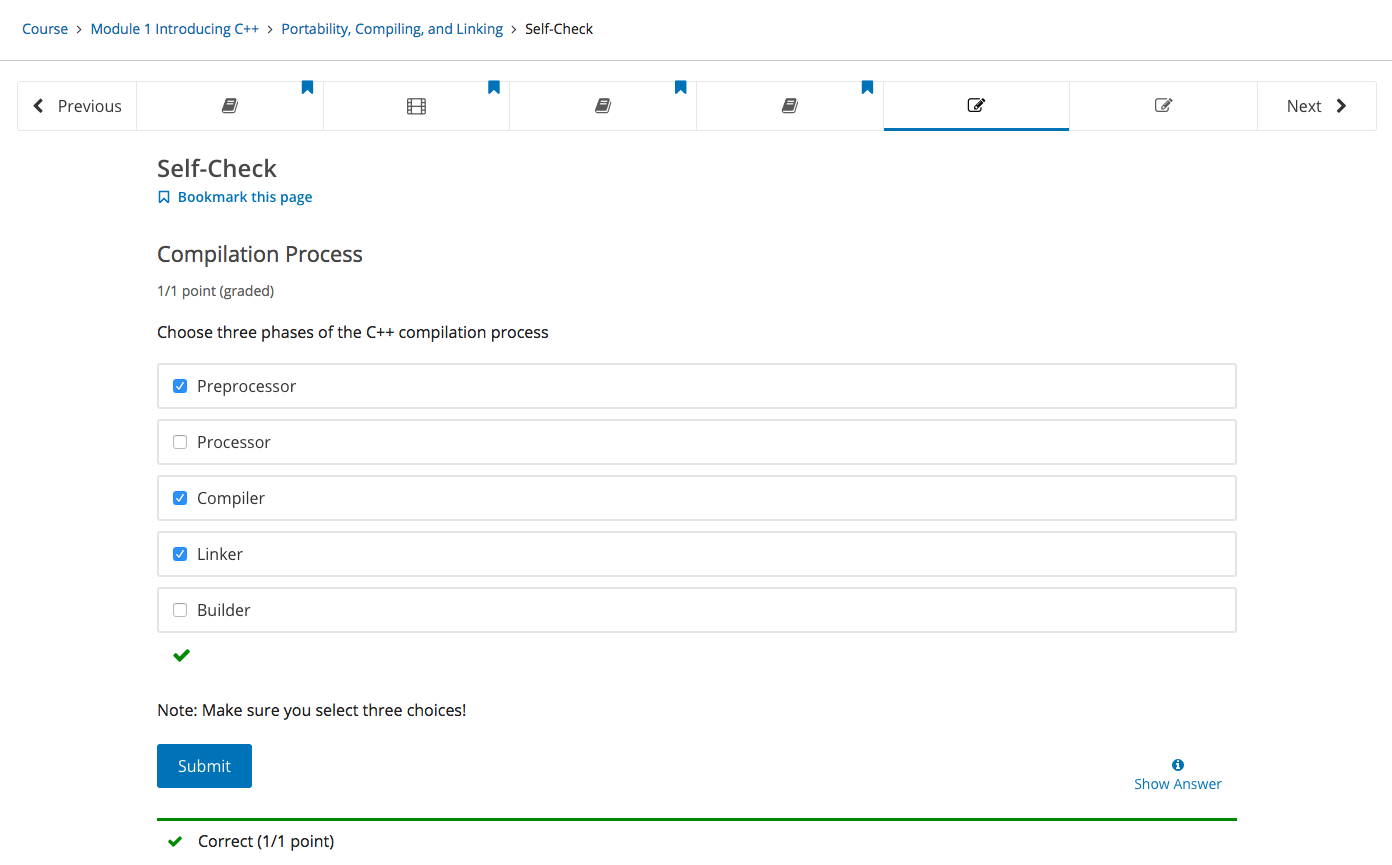 Course > Module 1 Introducing C++ > Portability, Compiling, and Linking > Self-Check
Previous
Next
Self-Check
Bookmark this page
Compilation Process
1/1 point (graded)
Choose three phases of the C++ compilation process
Preprocessor
Processor
Compiler
Linker
Builder
Note: Make sure you select three choices!
Submit
Show Answer
Correct (1/1 point)